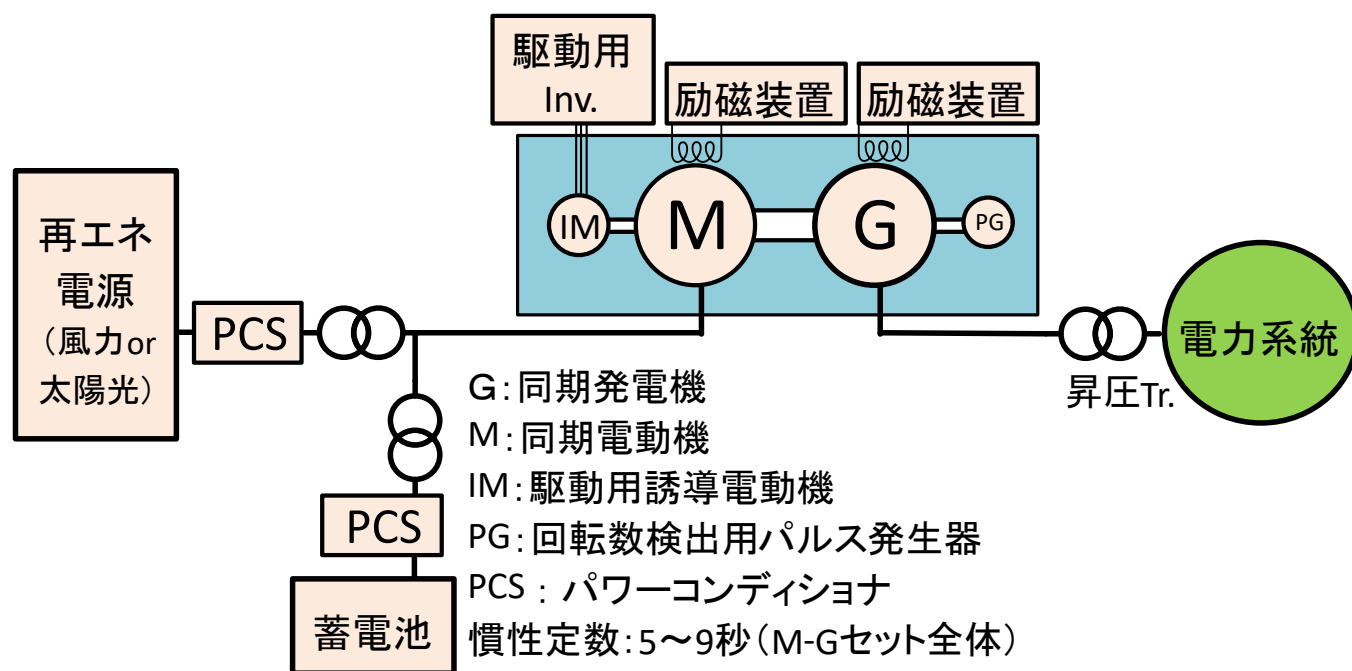 駆動用
Inv.
励磁装置
励磁装置
IM
M
G
PG
再エネ
電源
（風力or
太陽光）
PCS
電力系統
昇圧Tr.
PCS
蓄電池
G：同期発電機
M：同期電動機
IM：駆動用誘導電動機
PG：回転数検出用パルス発生器
PCS：パワーコンディショナ
慣性定数：5～9秒（M-Gセット全体）